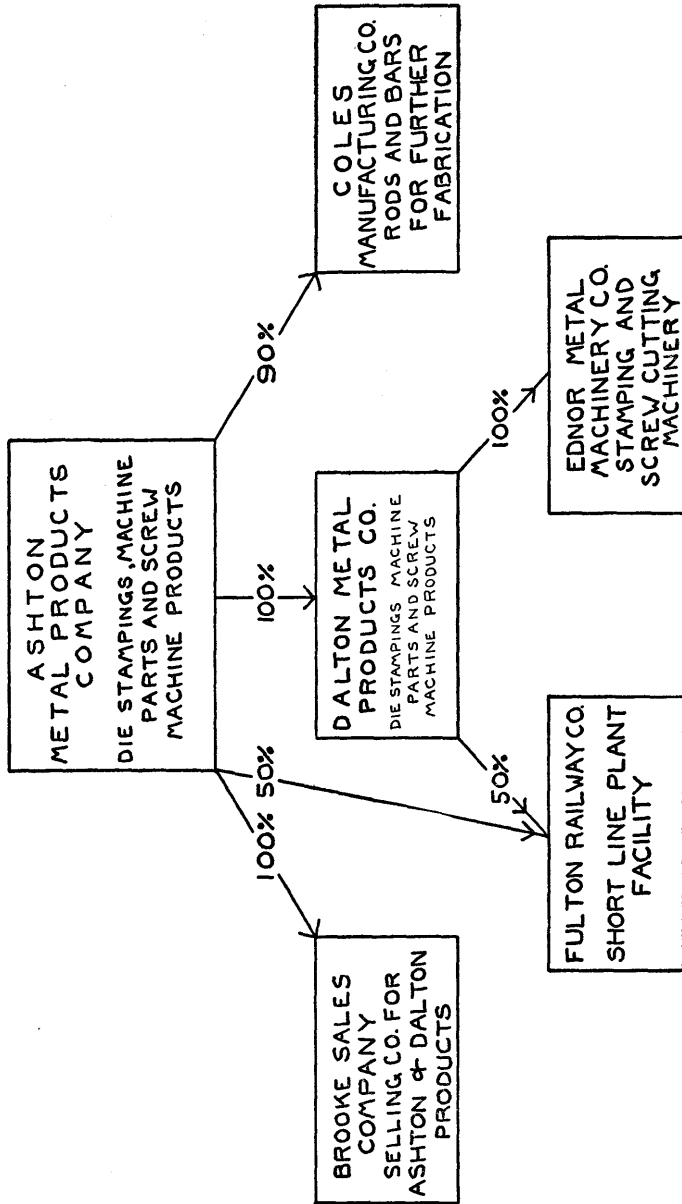 ASHTON
METAL PRODUCTS
COMPANY
DIE STAMPINGS, MACHINE
PARTS AND SCREW
MACHINE PRODUCTS
100%
50%
100%
90%
BROOKE SALES
COMPANY
SELLING CO. FOR
ASHTON & DALTON
PRODUCTS
DALTON METAL
PRODUCTS CO.
DIE STAMPINGS MACHINE
PARTS AND SCREW
MACHINE PRODUCTS
COLES
MANUFACTURING CO.
RODS AND BARS
FOR FURTHER
FABRICATION
50%
100%
FULTON RAILWAY CO.
SHORT LINE PLANT
FACILITY
EDNOR METAL
MACHINERY CO.
STAMPING AND
SCREW CUTTING
MACHINERY